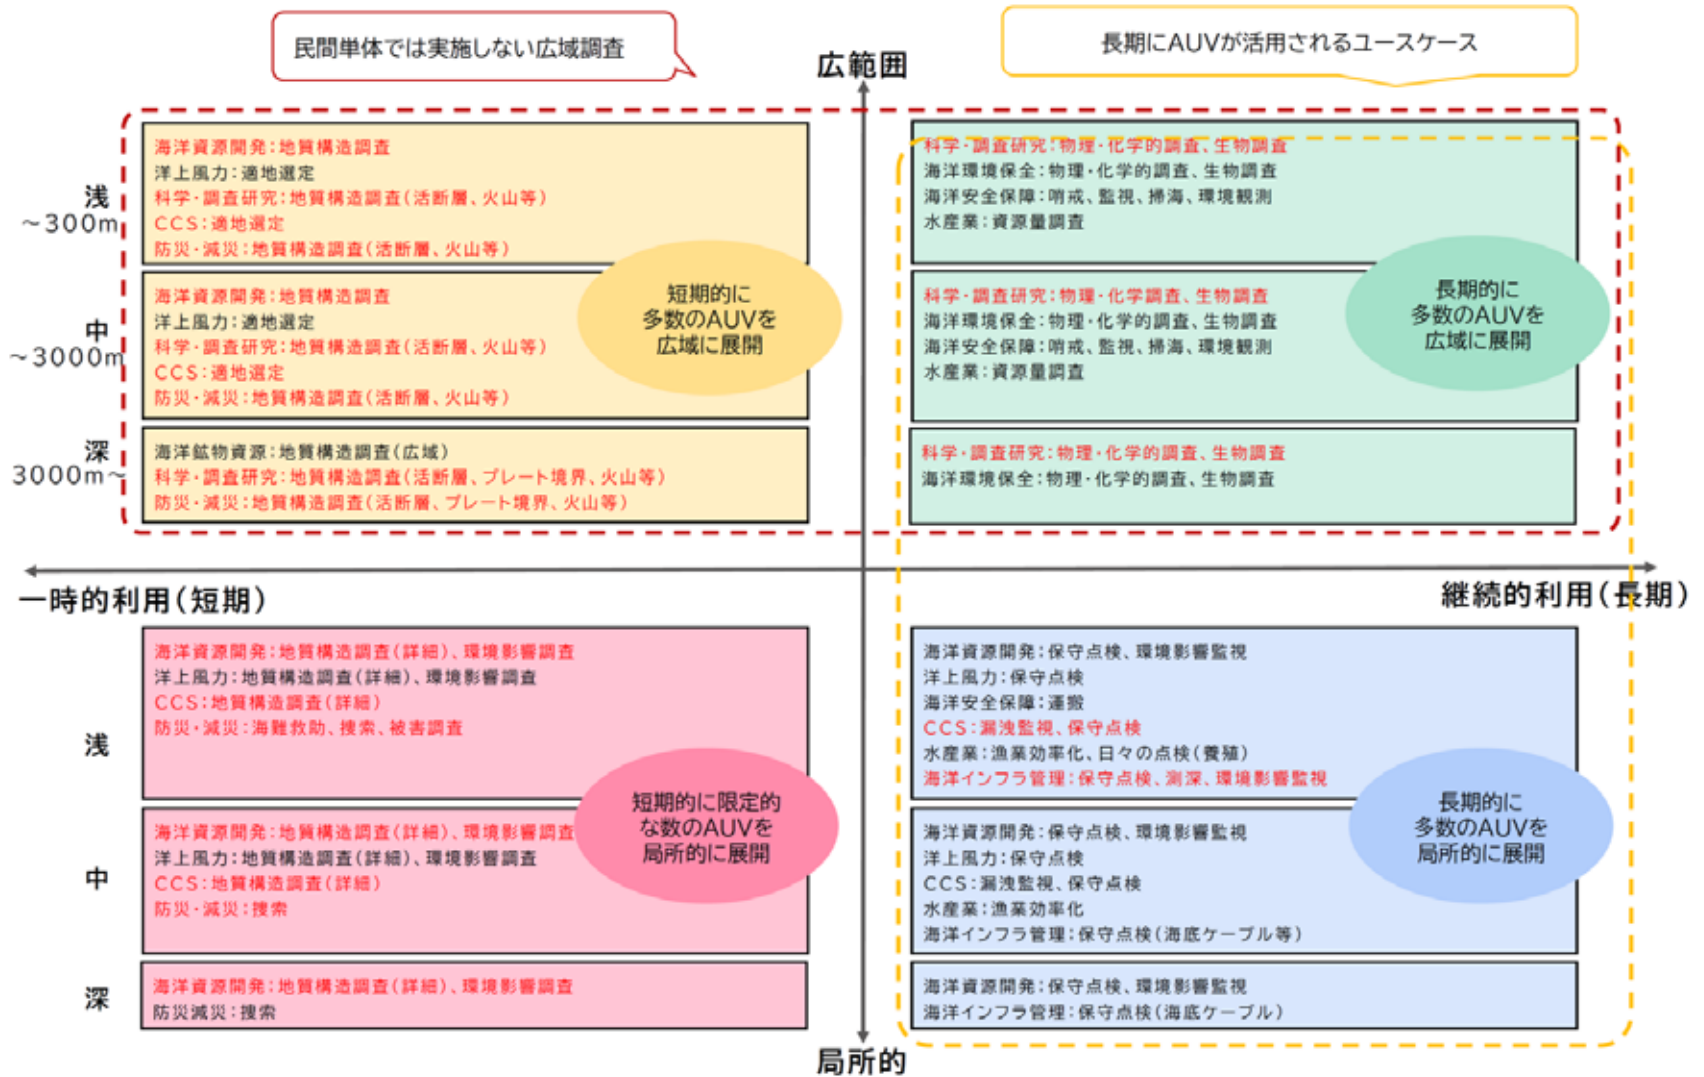 民間単体では実施しない広域調査
長期にAUVが活用されるユースケース
広範囲
浅
～300m
海洋資源開発：地質構造調査
洋上風力：適地選定
科学・調査研究：地質構造調査（活断層、火山等）
CCS：適地選定
防災・減災：地質構造調査（活断層、火山等）
科学・調査研究：物理・化学的調査、生物調査
海洋環境保全：物理・化学的調査、生物調査
海洋安全保障：哨戒、監視、掃海、環境観測
水産業：資源量調査
中
～3000m
海洋資源開発：地質構造調査
洋上風力：適地選定
科学・調査研究：地質構造調査（活断層、火山等）
CCS：適地選定
防災・減災：地質構造調査（活断層、火山等）
短期的に
多数のAUVを
広域に展開
科学・調査研究：物理・化学調査、生物調査
海洋環境保全：物理・化学的調査、生物調査
海洋安全保障：哨戒、監視、掃海、環境観測
水産業：資源量調査
長期的に
多数のAUVを
広域に展開
深
3000m～
海洋鉱物資源：地質構造調査（広域）
科学・調査研究：地質構造調査（活断層、プレート境界、火山等）
防災・減災：地質構造調査（活断層、プレート境界、火山等）
科学・調査研究：物理・化学的調査、生物調査
海洋環境保全：物理・化学的調査、生物調査
一時的利用（短期）
継続的利用（長期）
浅
海洋資源開発：地質構造調査（詳細）、環境影響調査
洋上風力：地質構造調査（詳細）、環境影響調査
CCS：地質構造調査（詳細）
防災・減災：海難救助、捜索、被害調査
海洋資源開発：保守点検、環境影響監視
洋上風力：保守点検
海洋安全保障：運搬
CCS：漏洩監視、保守点検
水産業：漁業効率化、日々の点検（養殖）
海洋インフラ管理：保守点検、測深、環境影響監視
中
海洋資源開発：地質構造調査（詳細）、環境影響調査
洋上風力：地質構造調査（詳細）、環境影響調査
CCS：地質構造調査（詳細）
防災・減災：捜索
短期的に限定的
な数のAUVを
局所的に展開
海洋資源開発：保守点検、環境影響監視
洋上風力：保守点検
CCS：漏洩監視、保守点検
水産業：漁業効率化
海洋インフラ管理：保守点検（海底ケーブル等）
長期的に
多数のAUVを
局所的に展開
深
海洋資源開発：地質構造調査（詳細）、環境影響調査
防災減災：捜索
海洋資源開発：保守点検、環境影響監視
海洋インフラ管理：保守点検（海底ケーブル）
局所的